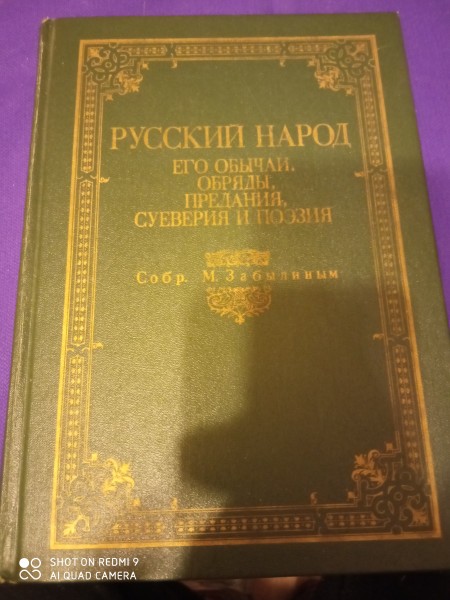 РУССКИЙ НАРОД
ЕГО ОБЫЧАИ,
ОБРЯДЫ,
ПРЕДАНИЯ,
СУЕВЕРИЯ И ПОЭЗИЯ
Собр. М. Забылиным
SHOT ON REDMI 9
AI QUAD CAMERA